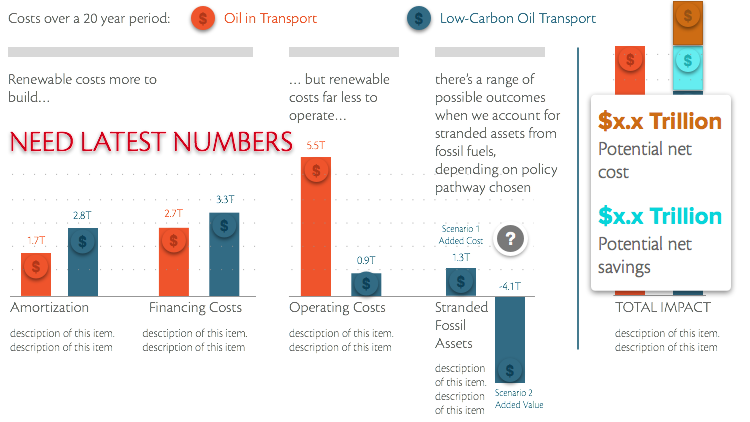 Costs over a 20 year period:
$ Oil in Transport
$ Low-Carbon Oil Transport
Renewable costs more to
build...
... but renewable
costs far less to
operate...
there's a range of
possible outcomes
when we account for
stranded assets from
fossil fuels,
depending on policy
pathway chosen
NEED LATEST NUMBERS
1.7T
$
2.8T
$
2.7T
$
3.3T
$
5.5T
$
0.9T
$
Scenario 1
Added Cost
?
1.3T
$
-4.1T
$
Scenario 2
Added Value
Amortization
desctiption of this item.
description of this item
Financing Costs
desctiption of this item.
description of this item
Operating Costs
desctiption of this item.
description of this item
Stranded
Fossil
Assets
desctiption
of this item.
description
of this item
$
$
$
$x.x Trillion
Potential net
cost
$x.x Trillion
Potential net
savings
TOTAL IMPACT
desctiption of this item.
description of this item